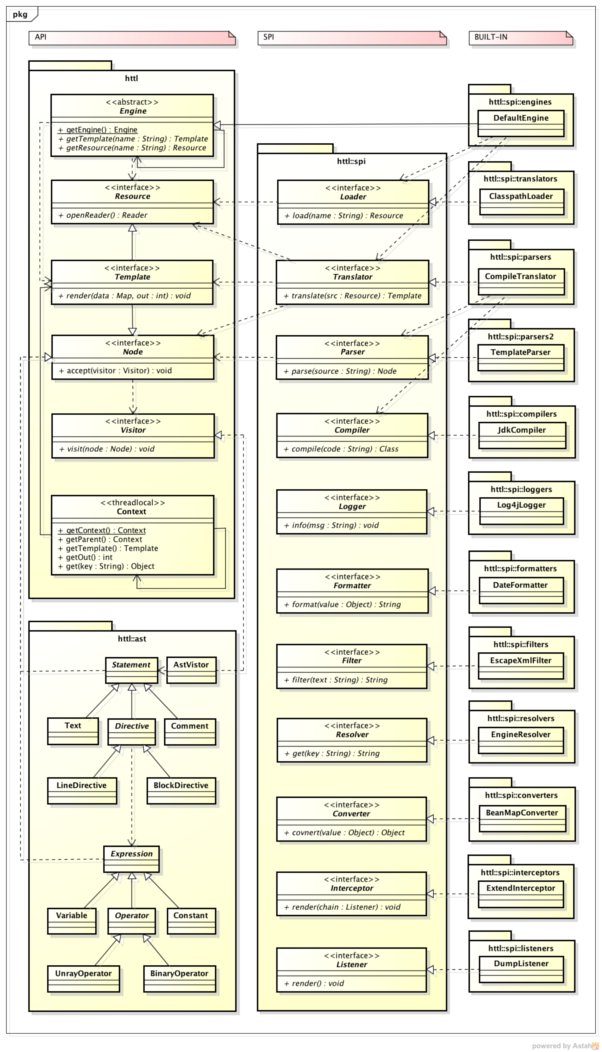 pkg
API
SPI
BUILT-IN
httl
<<abstract>>
Engine
+ getEngine() : Engine
+ getTemplate(name : String) : Template
+ getResource(name : String) : Resource
<<interface>>
Resource
+ openReader() : Reader
<<interface>>
Template
+ render(data : Map, out : int) : void
<<interface>>
Node
+ accept(visitor : Visitor) : void
<<interface>>
Visitor
+ visit(node : Node) : void
<<threadlocal>>
Context
+ getContext() : Context
+ getParent() : Context
+ getTemplate() : Template
+ getOut() : int
+ get(key : String) : Object
httl::ast
Statement
AstVistor
Text
Directive
Comment
LineDirective
BlockDirective
Expression
Variable
Operator
Constant
UnrayOperator
BinaryOperator
httl::spi
<<interface>>
Loader
+ load(name : String) : Resource
<<interface>>
Translator
+ translate(src : Resource) : Template
<<interface>>
Parser
+ parse(source : String) : Node
<<interface>>
Compiler
+ compile(code : String) : Class
<<interface>>
Logger
+ info(msg : String) : void
<<interface>>
Formatter
+ format(value : Object) : String
<<interface>>
Filter
+ filter(text : String) : String
<<interface>>
Resolver
+ get(key : String) : String
<<interface>>
Converter
+ covnert(value : Object) : Object
<<interface>>
Interceptor
+ render(chain : Listener) : void
<<interface>>
Listener
+ render() : void
httl::spi::engines
DefaultEngine
httl::spi::translators
ClasspathLoader
httl::spi::parsers
CompileTranslator
httl::spi::parsers2
TemplateParser
httl::spi::compilers
JdkCompiler
httl::spi::loggers
Log4jLogger
httl::spi::formatters
DateFormatter
httl::spi::filters
EscapeXmlFilter
httl::spi::resolvers
EngineResolver
httl::spi::converters
BeanMapConverter
httl::spi::interceptors
ExtendInterceptor
httl::spi::listeners
DumpListener
powered by Astah